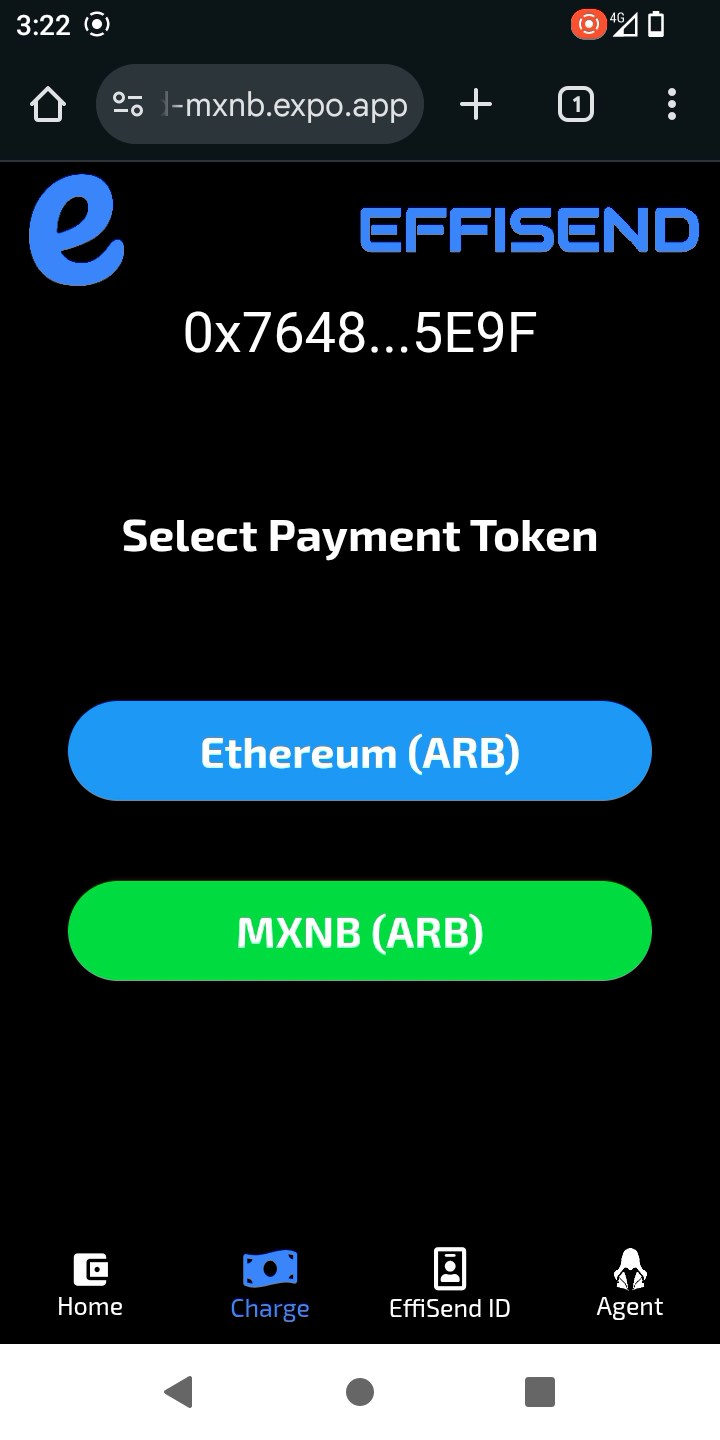 3:22
4G
-mxnb.expo.app
1
e
EFFISEND
0x7648...5E9F
Select Payment Token
Ethereum (ARB)
MXNB (ARB)
Home
Charge
EffiSend ID
Agent